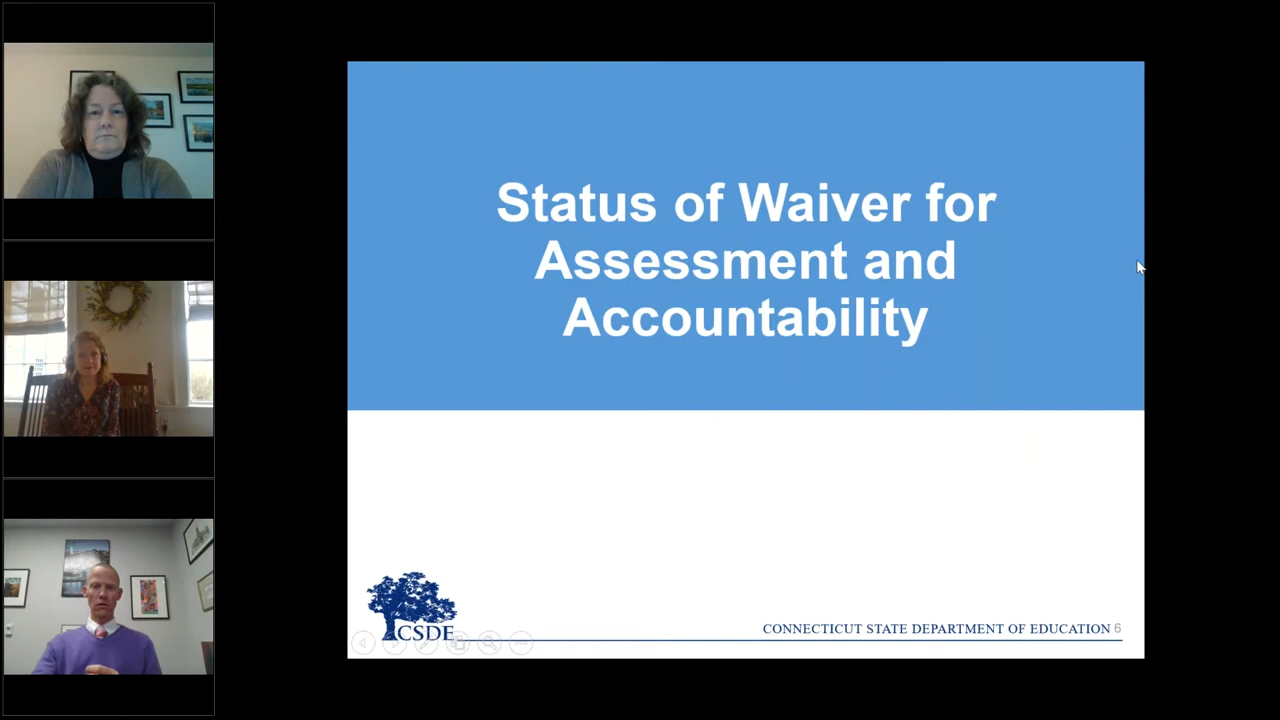 Status of Waiver for
Assessment and
Accountability
CSDE
CONNECTICUT STATE DEPARTMENT OF EDUCATION 6